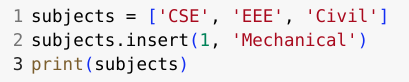 1 subjects = ['CSE', 'EEE', 'Civil']
2 subjects.insert(1, 'Mechanical')
3 print(subjects)